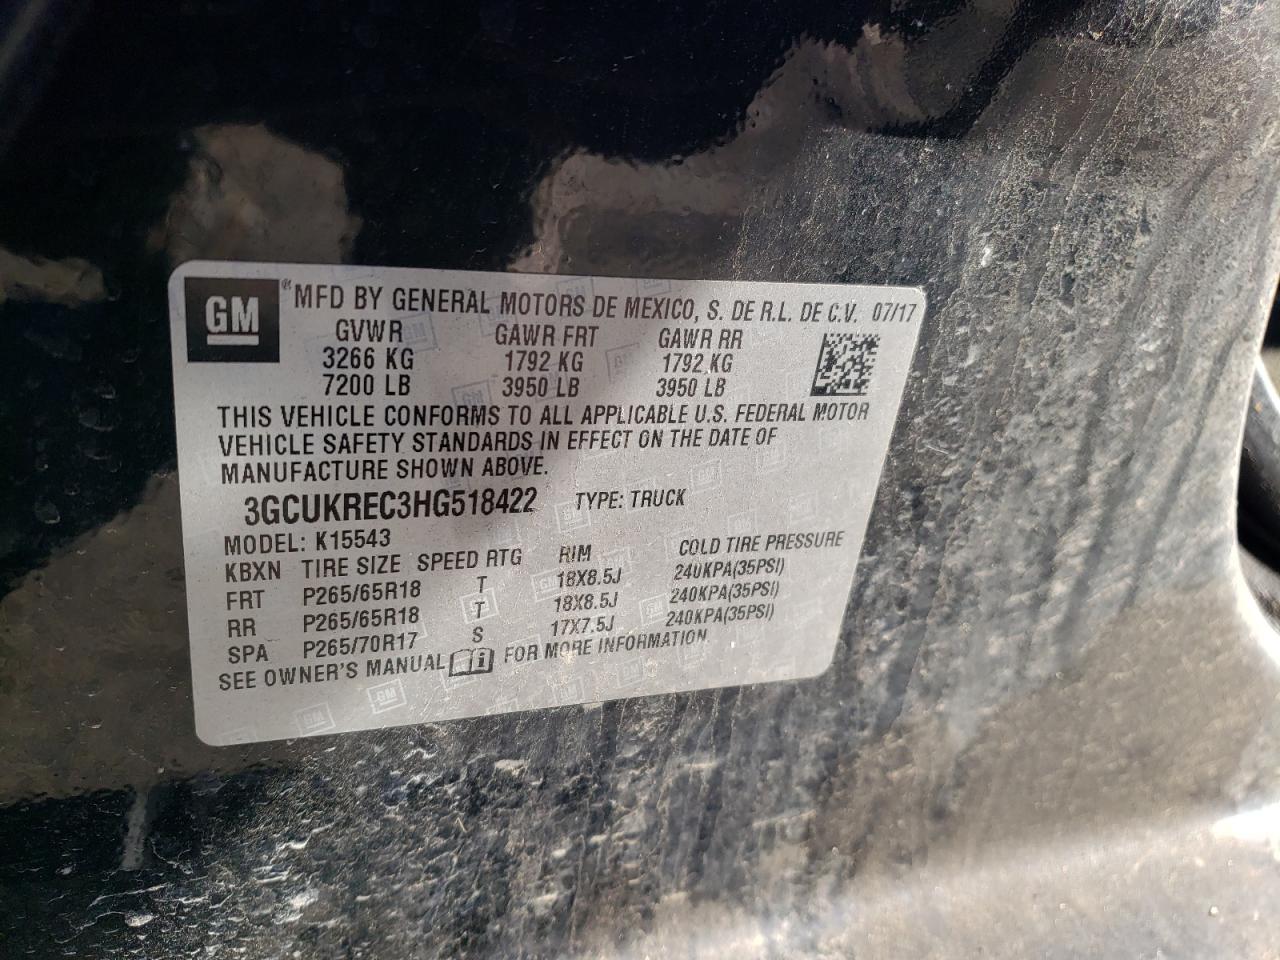 GM ® MFD BY GENERAL MOTORS DE MEXICO, S. DE R.L. DE C.V. 07/17
GVWR GAWR FRT GAWR RR
3266 KG 1792 KG 1792 KG
7200 LB 3950 LB 3950 LB
THIS VEHICLE CONFORMS TO ALL APPLICABLE U.S. FEDERAL MOTOR
VEHICLE SAFETY STANDARDS IN EFFECT ON THE DATE OF
MANUFACTURE SHOWN ABOVE.
3GCUKREC3HG518422 TYPE: TRUCK
MODEL: K15543
KBXN TIRE SIZE SPEED RTG RIM COLD TIRE PRESSURE
FRT P265/65R18 T 18X8.5J 240KPA(35PSI)
RR P265/65R18 T 18X8.5J 240KPA(35PSI)
SPA P265/70R17 S 17X7.5J 240KPA(35PSI)
SEE OWNER'S MANUAL FOR MORE INFORMATION